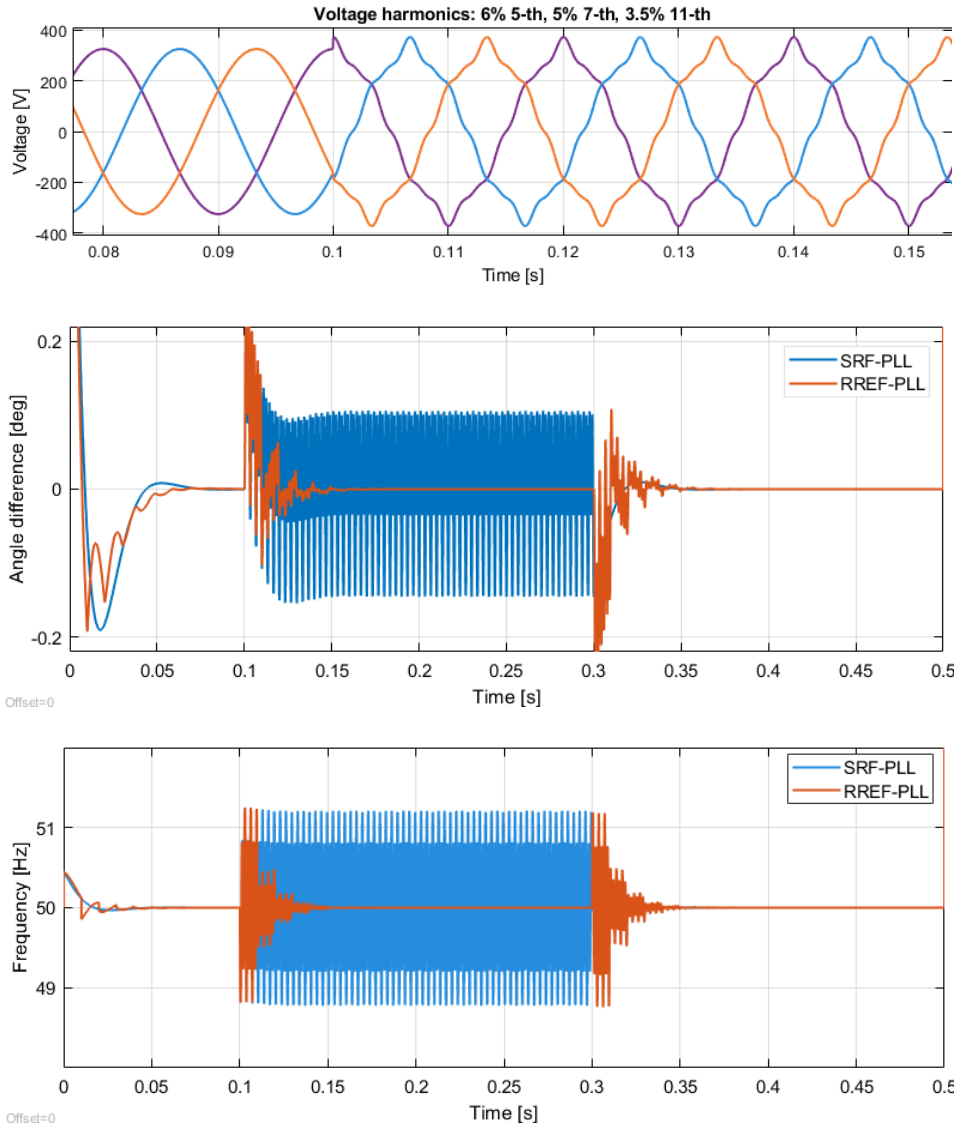 Voltage harmonics: 6% 5-th, 5% 7-th, 3.5% 11-th
400
200
0
-200
-400
Voltage [V]
0.08 0.09 0.1 0.11 0.12 0.13 0.14 0.15
Time [s]
0.2
0
-0.2
Angle difference [deg]
SRF-PLL
RREF-PLL
0 0.05 0.1 0.15 0.2 0.25 0.3 0.35 0.4 0.45 0.5
Time [s]
Offset=0
51
50
49
Frequency [Hz]
SRF-PLL
RREF-PLL
0 0.05 0.1 0.15 0.2 0.25 0.3 0.35 0.4 0.45 0.5
Time [s]
Offset=0